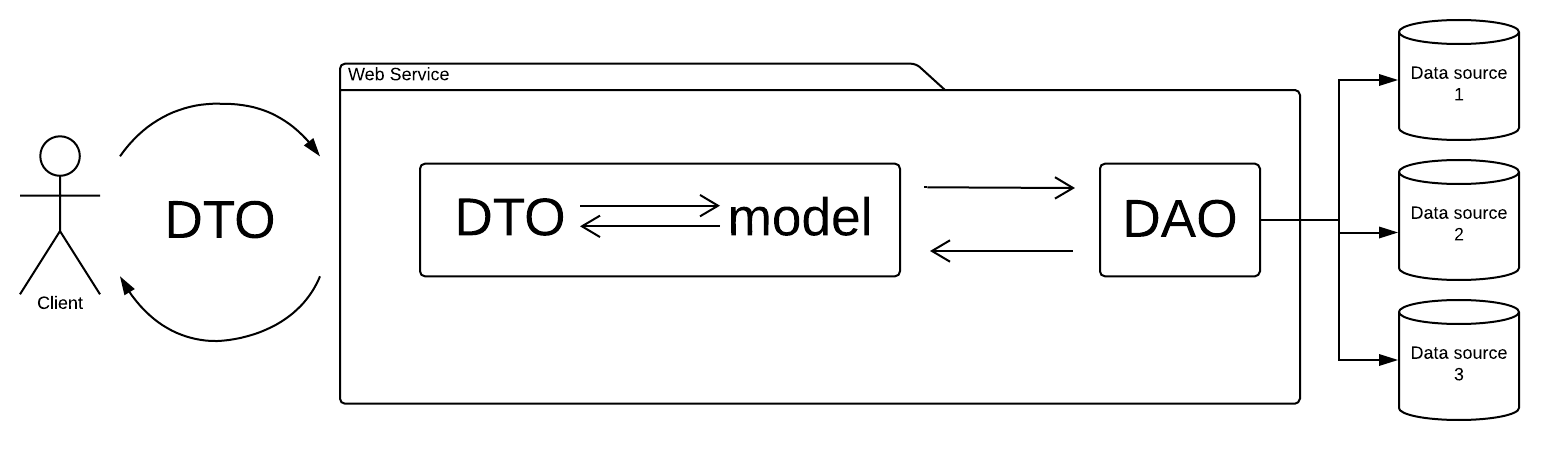 Web Service
Client
DTO
DTO
model
DAO
Data source
1
Data source
2
Data source
3